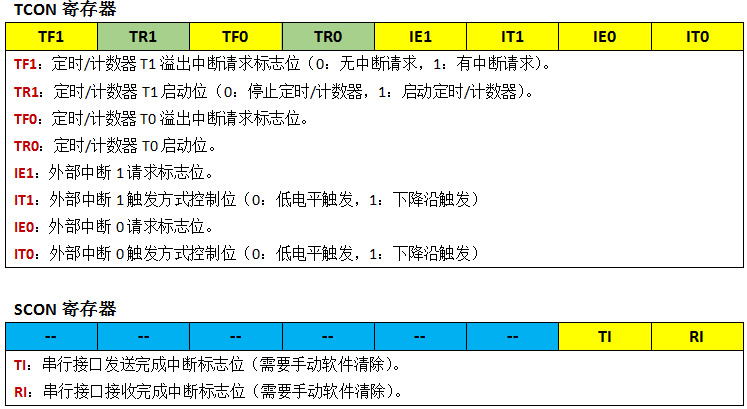 TCON 寄存器
TF1 TR1 TF0 TR0 IE1 IT1 IE0 IT0
TF1：定时/计数器 T1 溢出中断请求标志位（0：无中断请求，1：有中断请求）。
TR1：定时/计数器 T1 启动位（0：停止定时/计数器，1：启动定时/计数器）。
TF0：定时/计数器 T0 溢出中断请求标志位。
TR0：定时/计数器 T0 启动位。
IE1：外部中断 1 请求标志位。
IT1：外部中断 1 触发方式控制位（0：低电平触发，1：下降沿触发）
IE0：外部中断 0 请求标志位。
IT0：外部中断 0 触发方式控制位（0：低电平触发，1：下降沿触发）
SCON 寄存器
-- -- -- -- -- -- TI RI
TI：串行接口发送完成中断标志位（需要手动软件清除）。
RI：串行接口接收完成中断标志位（需要手动软件清除）。